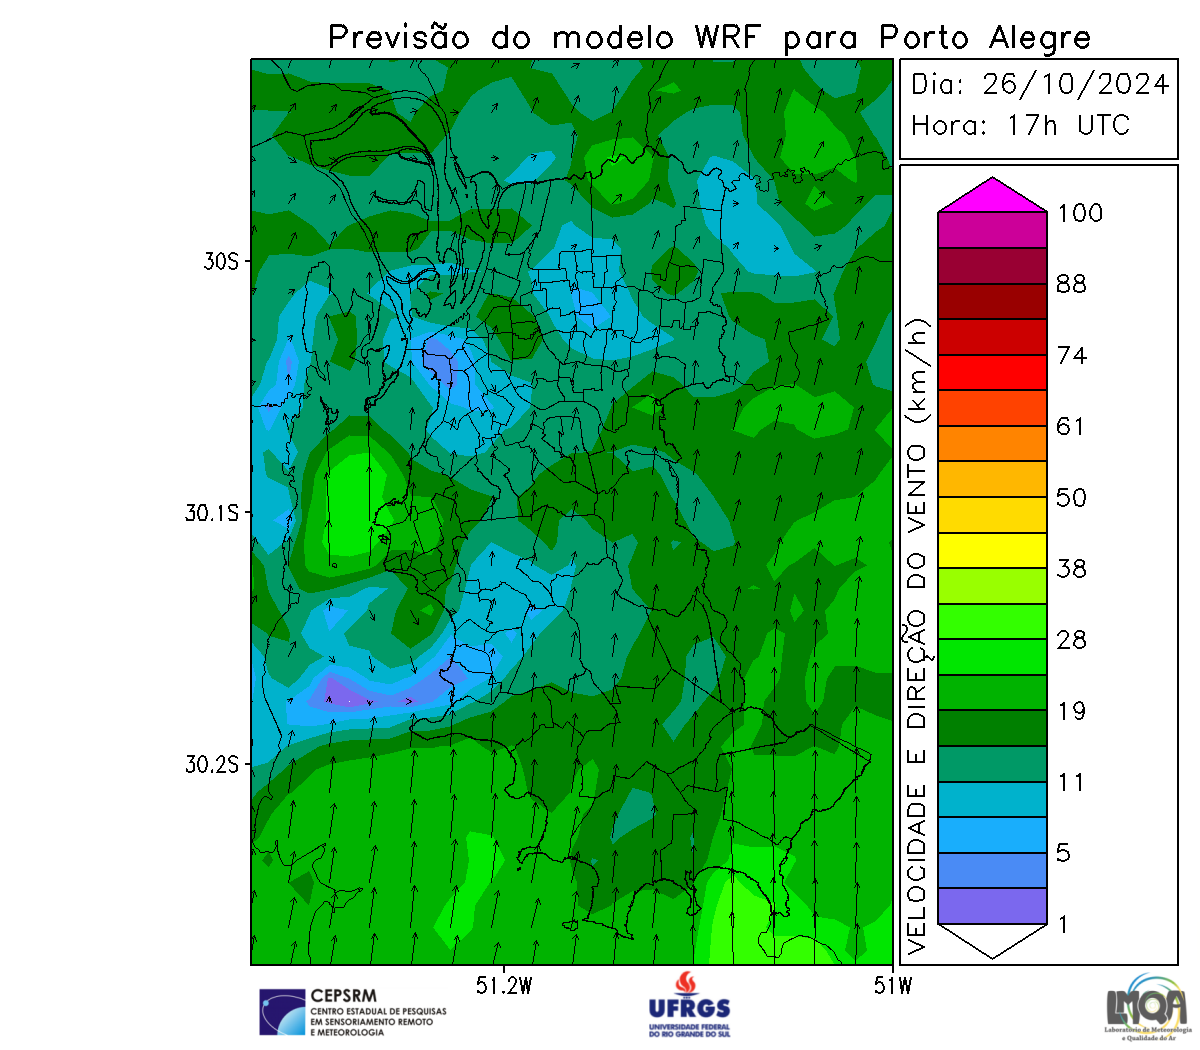 Previsão do modelo WRF para Porto Alegre
Dia: 26/10/2024
Hora: 17h UTC
30S
30.1S
30.2S
51.2W
51W
VELOCIDADE E DIREÇÃO DO VENTO (km/h)
100
88
74
61
50
38
28
19
11
5
1
CEPSRM
CENTRO ESTADUAL DE PESQUISAS
EM SENSORIAMENTO REMOTO
E METEOROLOGIA
UFRGS
UNIVERSIDADE FEDERAL
DO RIO GRANDE DO SUL
LMQA
Laboratório de Meteorologia
e Qualidade do Ar